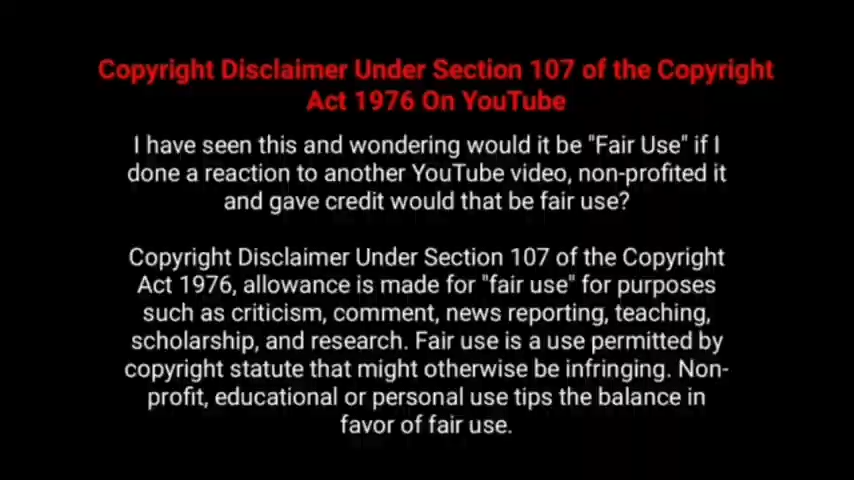 Copyright Disclaimer Under Section 107 of the Copyright
Act 1976 On YouTube
I have seen this and wondering would it be "Fair Use" if I
done a reaction to another YouTube video, non-profited it
and gave credit would that be fair use?
Copyright Disclaimer Under Section 107 of the Copyright
Act 1976, allowance is made for "fair use" for purposes
such as criticism, comment, news reporting, teaching,
scholarship, and research. Fair use is a use permitted by
copyright statute that might otherwise be infringing. Non-
profit, educational or personal use tips the balance in
favor of fair use.